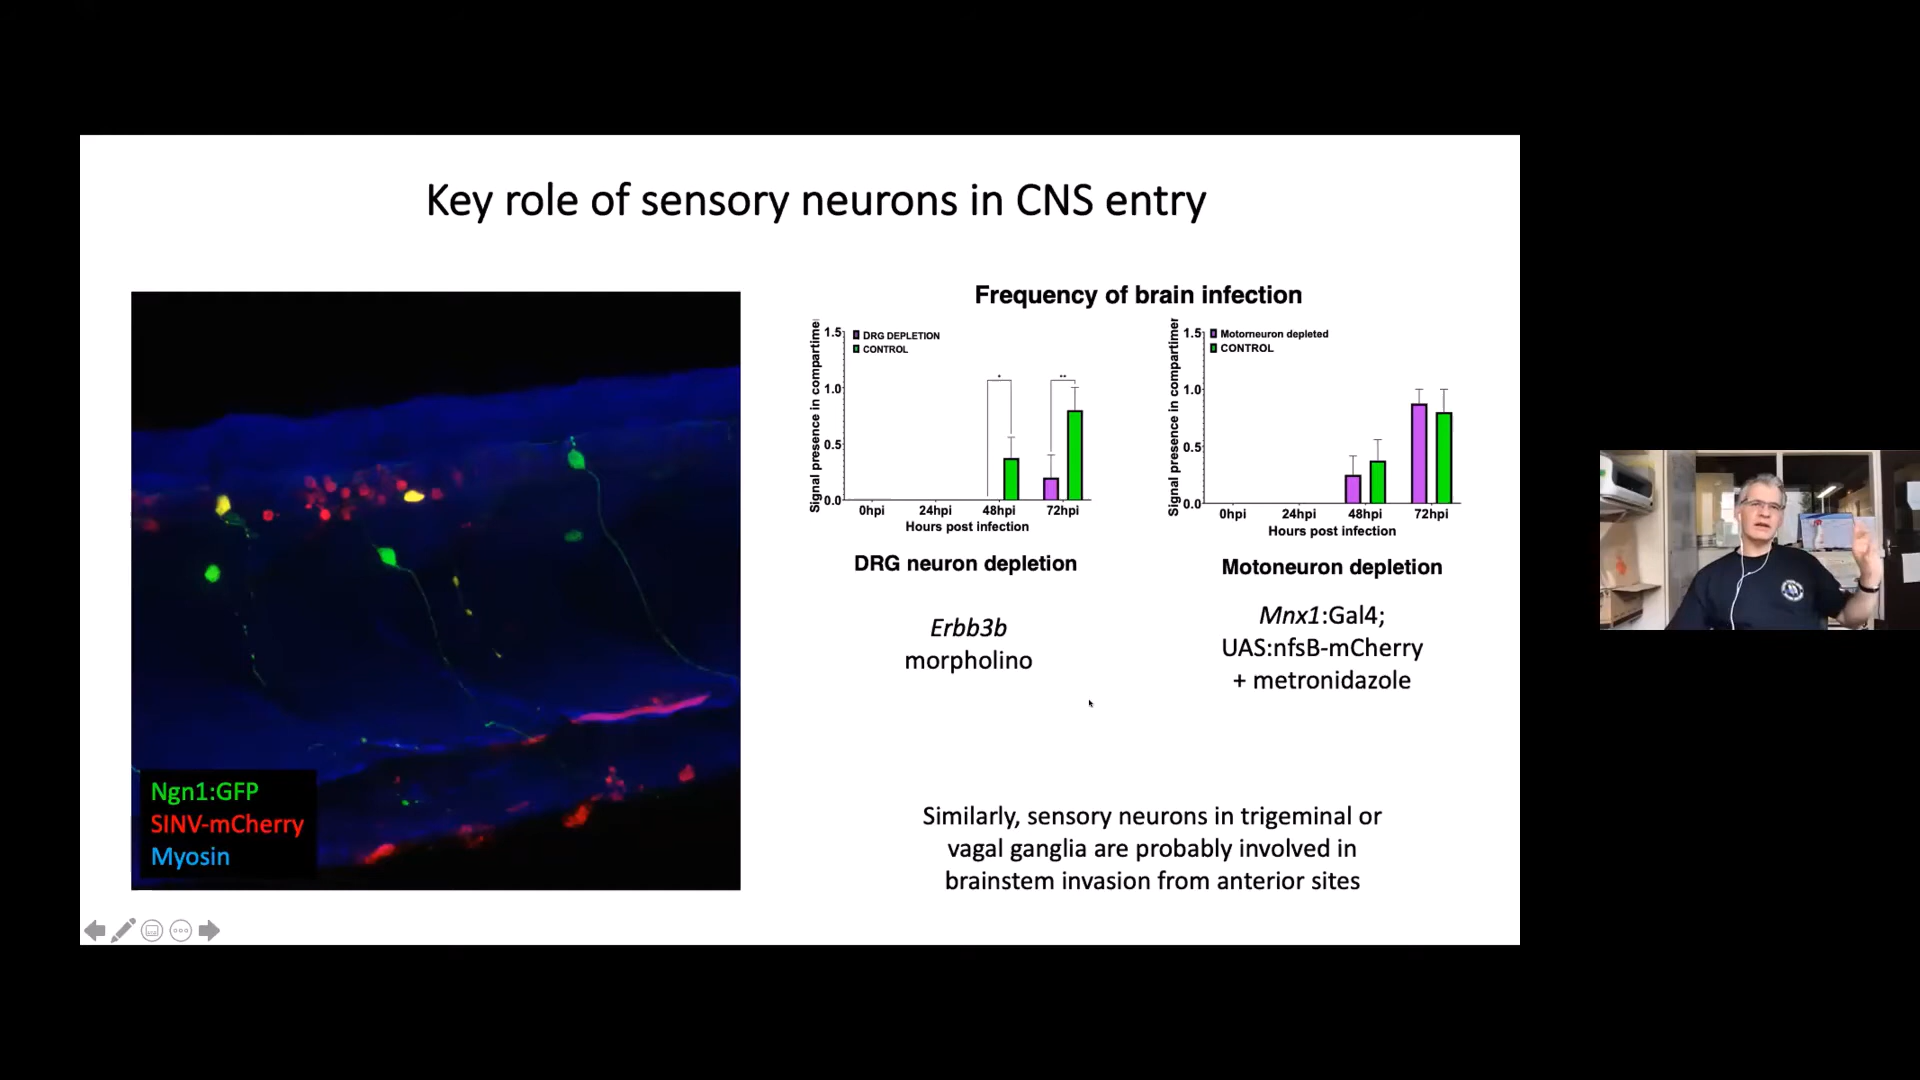 Key role of sensory neurons in CNS entry
Frequency of brain infection
Signal presence in compartimer
1.5
1.0
0.5
0.0
DRG DEPLETION
CONTROL
*
**
0hpi 24hpi 48hpi 72hpi
Hours post infection
DRG neuron depletion
Erbb3b
morpholino
Signal presence in compartimer
1.5
1.0
0.5
0.0
Motorneuron depleted
CONTROL
0hpi 24hpi 48hpi 72hpi
Hours post infection
Motoneuron depletion
Mnx1:Gal4;
UAS:nfsB-mCherry
+ metronidazole
Ngn1:GFP
SINV-mCherry
Myosin
Similarly, sensory neurons in trigeminal or
vagal ganglia are probably involved in
brainstem invasion from anterior sites